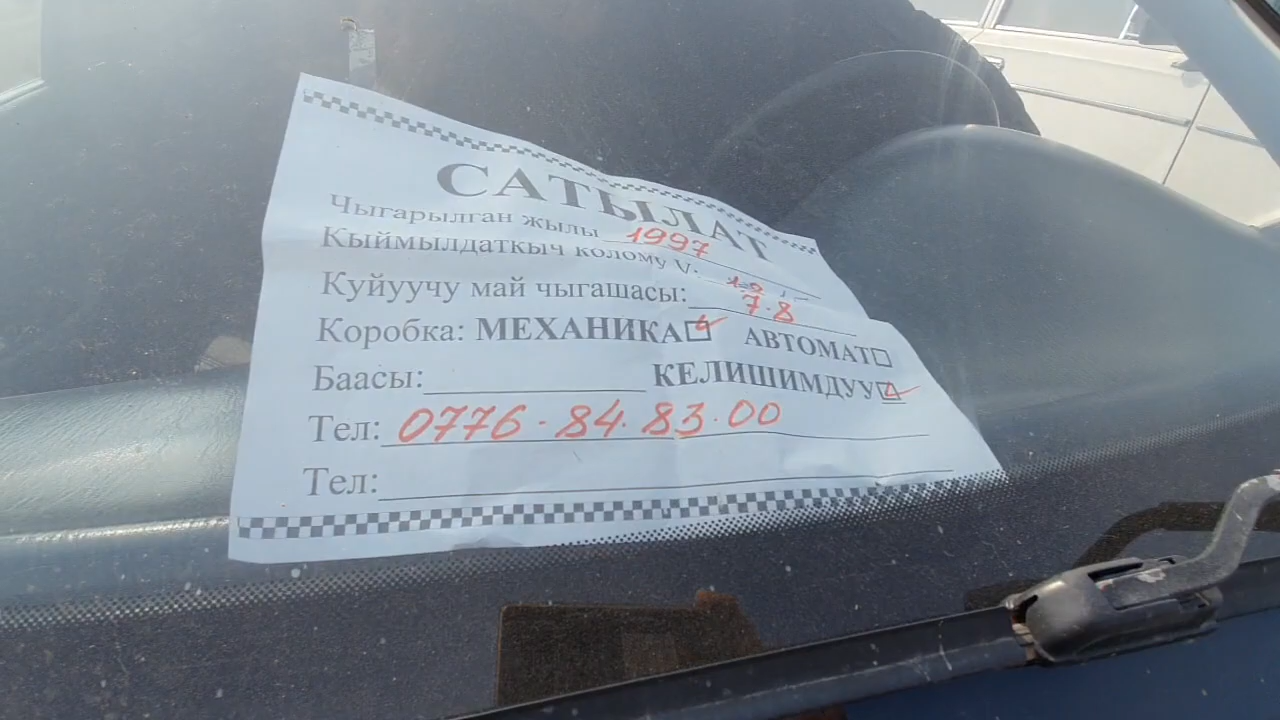 САТЫЛАТ
Чыгарылган жылы 1997
Кыймылдаткыч колому V:
Куйуучу май чыгашасы: 7-8
Коробка: МЕХАНИКА АВТОМАТ
Баасы: КЕЛИШИМДУУ
Тел: 0776-84.83.00
Тел: